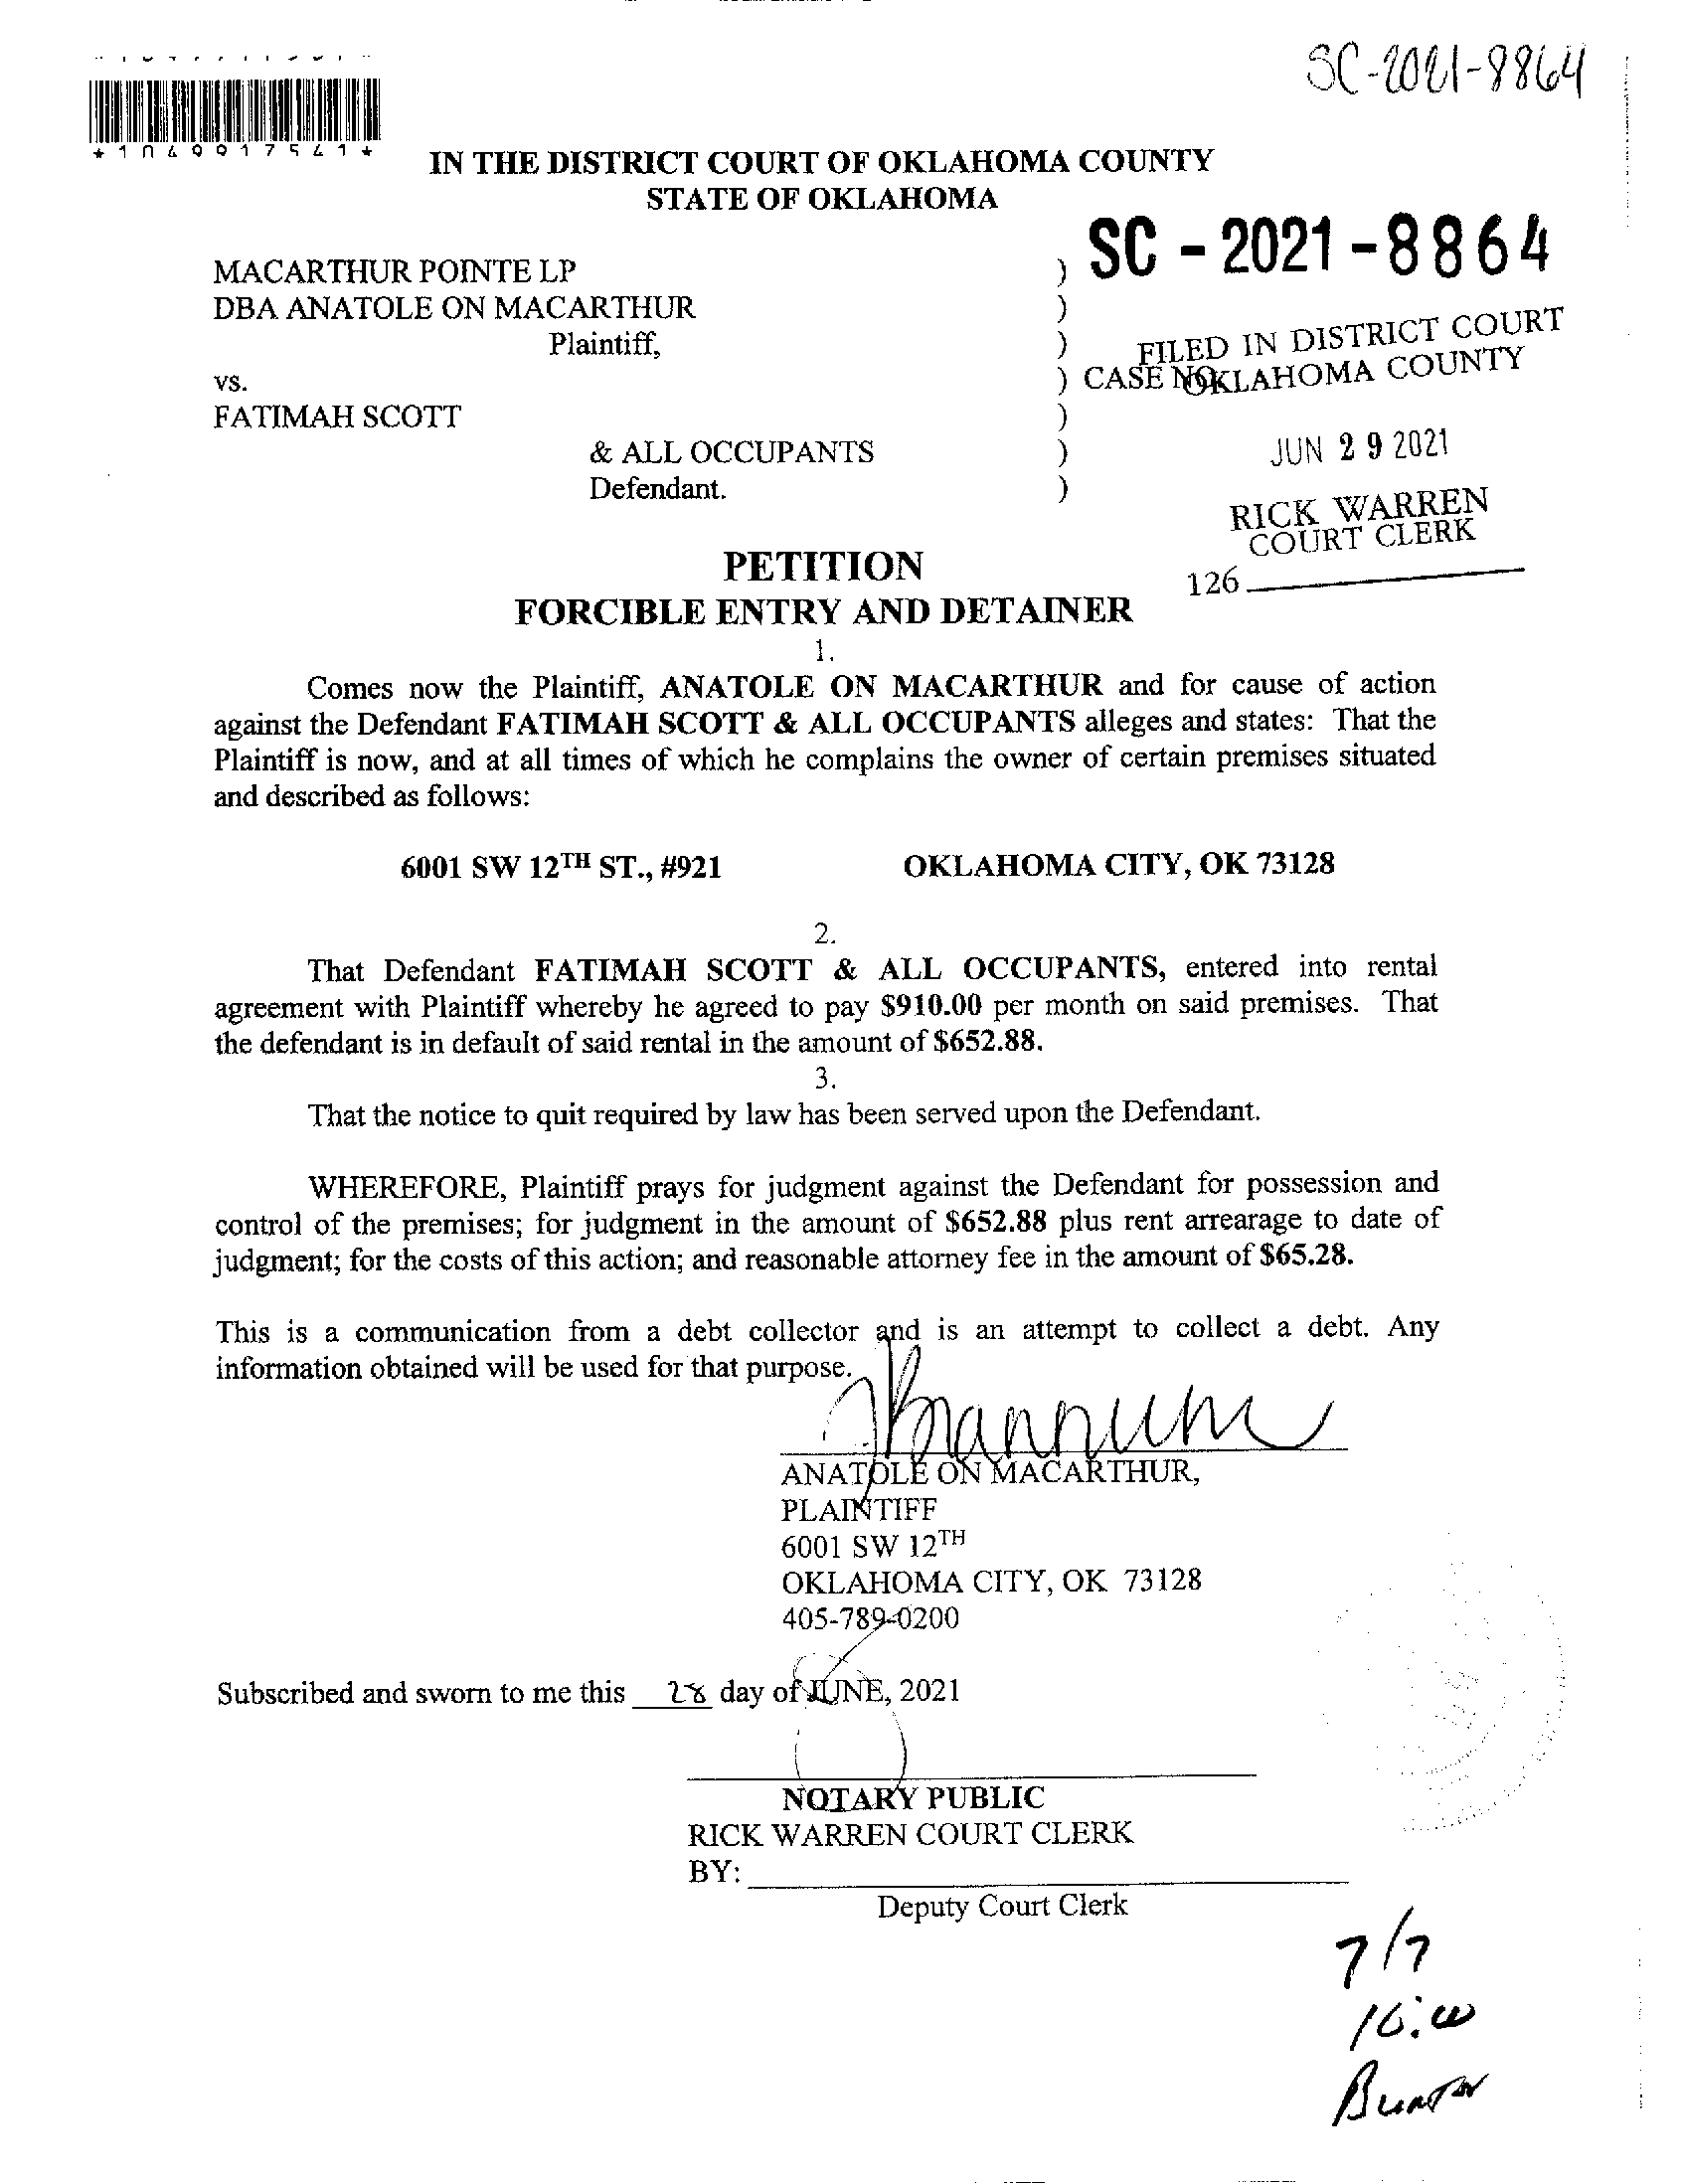 SC-2021-8864
*1049917541*
IN THE DISTRICT COURT OF OKLAHOMA COUNTY
STATE OF OKLAHOMA
SC - 2021 - 8864
MACARTHUR POINTE LP )
DBA ANATOLE ON MACARTHUR )
Plaintiff, )
FILED IN DISTRICT COURT
OKLAHOMA COUNTY
vs. ) CASE NO.
FATIMAH SCOTT )
& ALL OCCUPANTS )
JUN 29 2021
Defendant. )
RICK WARREN
COURT CLERK
126
PETITION
FORCIBLE ENTRY AND DETAINER
1.
Comes now the Plaintiff, ANATOLE ON MACARTHUR and for cause of action
against the Defendant FATIMAH SCOTT & ALL OCCUPANTS alleges and states: That the
Plaintiff is now, and at all times of which he complains the owner of certain premises situated
and described as follows:
6001 SW 12TH ST., #921 OKLAHOMA CITY, OK 73128
2.
That Defendant FATIMAH SCOTT & ALL OCCUPANTS, entered into rental
agreement with Plaintiff whereby he agreed to pay $910.00 per month on said premises. That
the defendant is in default of said rental in the amount of $652.88.
3.
That the notice to quit required by law has been served upon the Defendant.
WHEREFORE, Plaintiff prays for judgment against the Defendant for possession and
control of the premises; for judgment in the amount of $652.88 plus rent arrearage to date of
judgment; for the costs of this action; and reasonable attorney fee in the amount of $65.28.
This is a communication from a debt collector and is an attempt to collect a debt. Any
information obtained will be used for that purpose.
ANATOLE ON MACARTHUR,
PLAINTIFF
6001 SW 12TH
OKLAHOMA CITY, OK 73128
405-789-0200
Subscribed and sworn to me this 28 day of JUNE, 2021
NOTARY PUBLIC
RICK WARREN COURT CLERK
BY:
Deputy Court Clerk
7/7